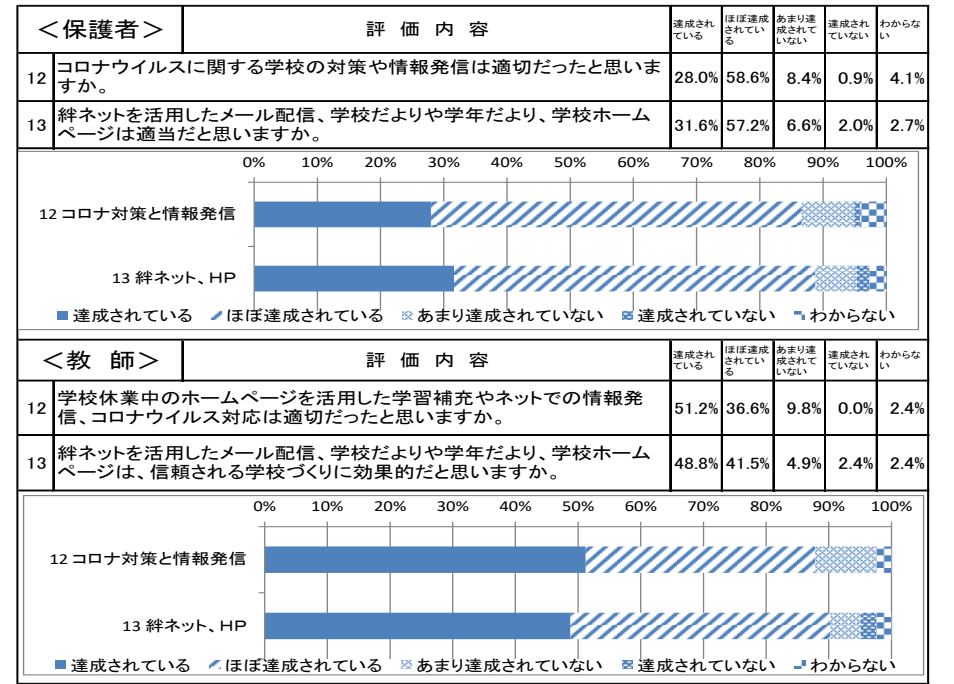 ＜保護者＞
評 価 内 容
達成され
ている
ほぼ達成
されてい
る
あまり達
成されて
いない
達成され
ていない
わからな
い
12
コロナウイルスに関する学校の対策や情報発信は適切だったと思いま
すか。
28.0% 58.6% 8.4% 0.9% 4.1%
13
絆ネットを活用したメール配信、学校だよりや学年だより、学校ホーム
ページは適当だと思いますか。
31.6% 57.2% 6.6% 2.0% 2.7%
0% 10% 20% 30% 40% 50% 60% 70% 80% 90% 100%
12 コロナ対策と情報発信
13 絆ネット、HP
達成されている ほぼ達成されている あまり達成されていない 達成されていない わからない
＜教 師＞
評 価 内 容
達成され
ている
ほぼ達成
されてい
る
あまり達
成されて
いない
達成され
ていない
わからな
い
12
学校休業中のホームページを活用した学習補充やネットでの情報発
信、コロナウイルス対応は適切だったと思いますか。
51.2% 36.6% 9.8% 0.0% 2.4%
13
絆ネットを活用したメール配信、学校だよりや学年だより、学校ホーム
ページは、信頼される学校づくりに効果的だと思いますか。
48.8% 41.5% 4.9% 2.4% 2.4%
0% 10% 20% 30% 40% 50% 60% 70% 80% 90% 100%
12 コロナ対策と情報発信
13 絆ネット、HP
達成されている ほぼ達成されている あまり達成されていない 達成されていない わからない